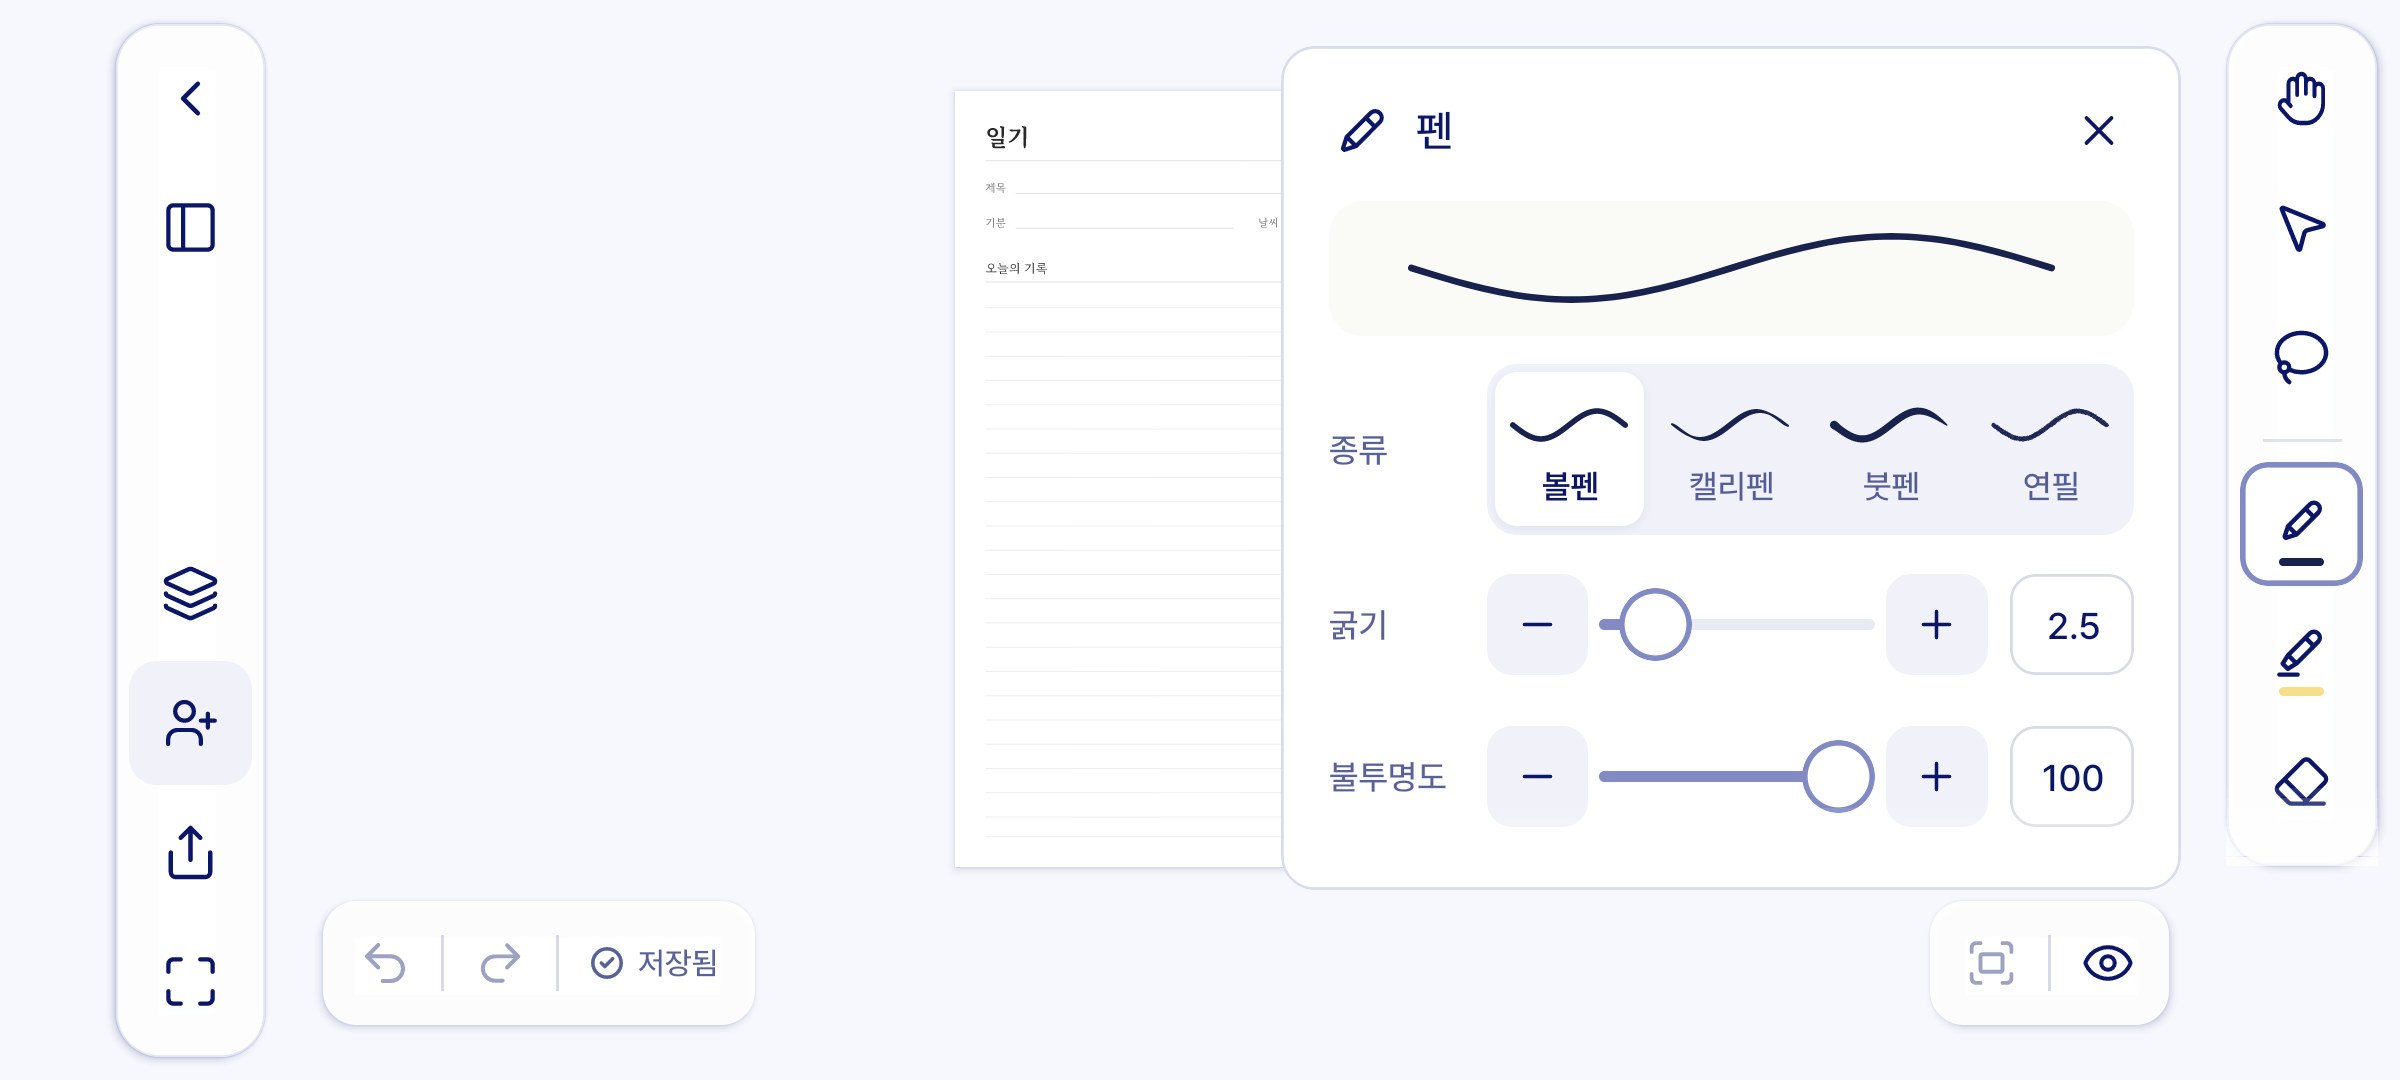 일기
제목
기분 날씨
오늘의 기록
펜
종류
볼펜 캘리펜 붓펜 연필
굵기 2.5
불투명도 100
저장됨